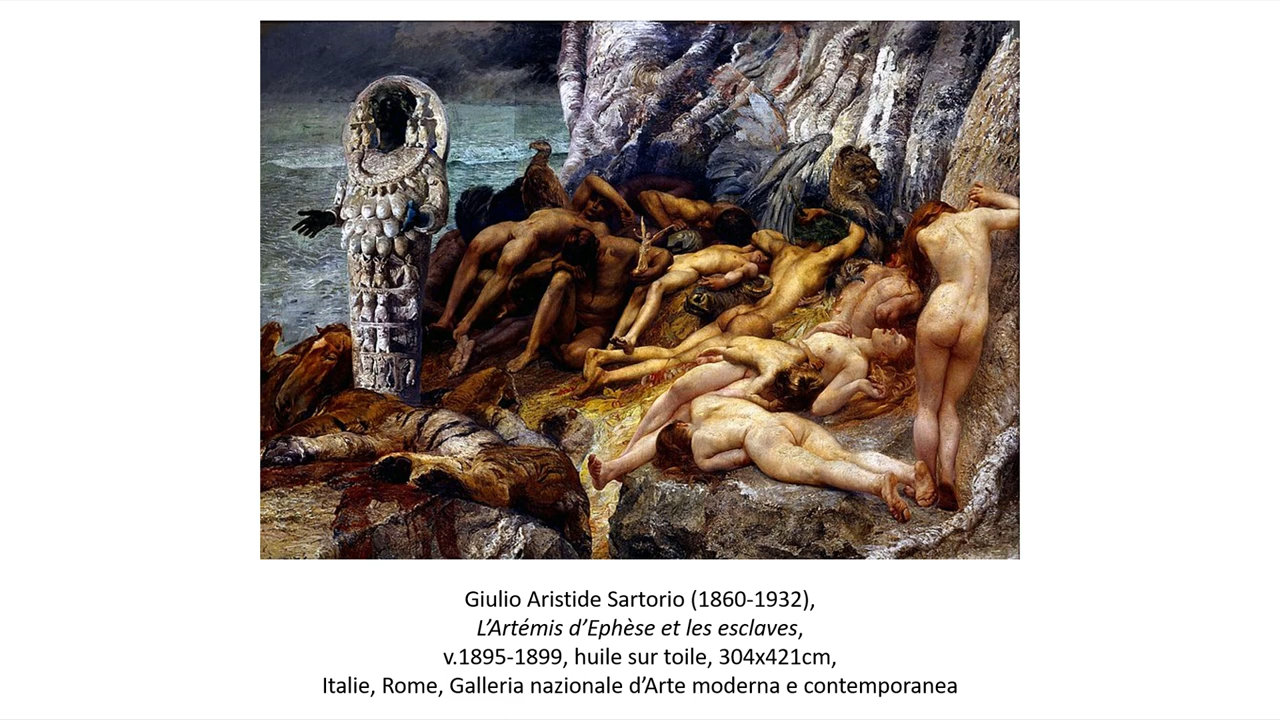 Giulio Aristide Sartorio (1860-1932),
L’Artémis d’Ephèse et les esclaves,
v.1895-1899, huile sur toile, 304x421cm,
Italie, Rome, Galleria nazionale d’Arte moderna e contemporanea